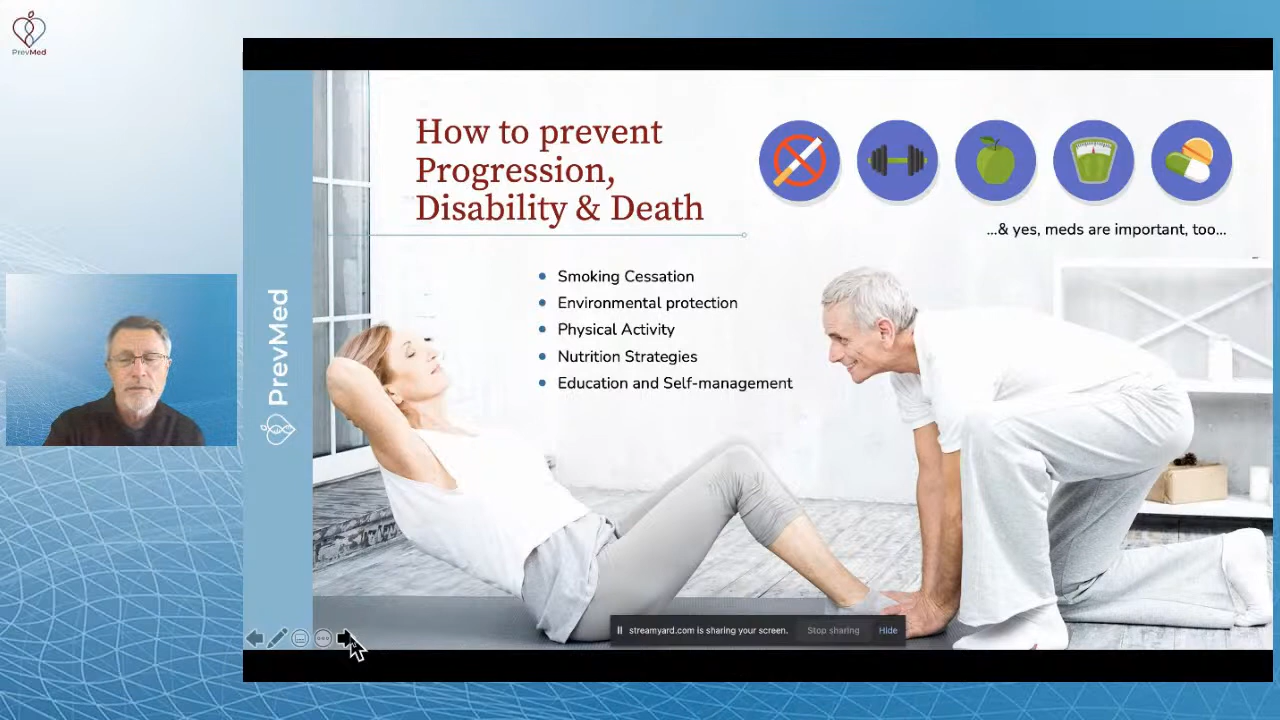 PrevMed
How to prevent
Progression,
Disability & Death
...& yes, meds are important, too...
Smoking Cessation
Environmental protection
Physical Activity
Nutrition Strategies
Education and Self-management
PrevMed
streamyard.com is sharing your screen.
Stop sharing
Hide